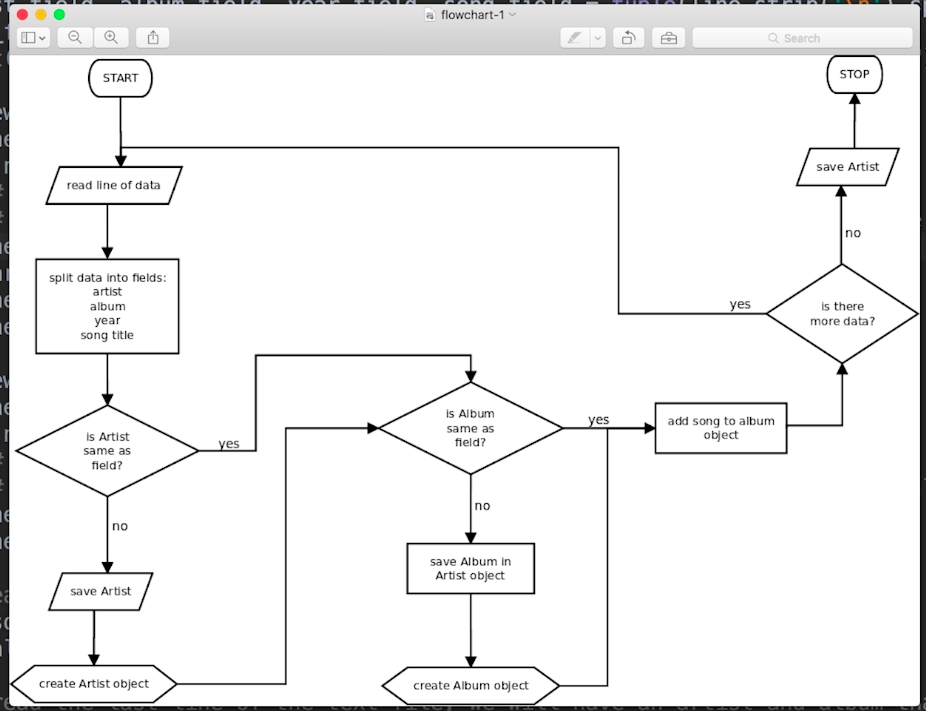 flowchart-1
Search
START
STOP
read line of data
save Artist
no
split data into fields:
artist
album
year
song title
yes
is there
more data?
is Artist
same as
field?
yes
is Album
same as
field?
yes
add song to album
object
no
no
save Artist
save Album in
Artist object
create Artist object
create Album object